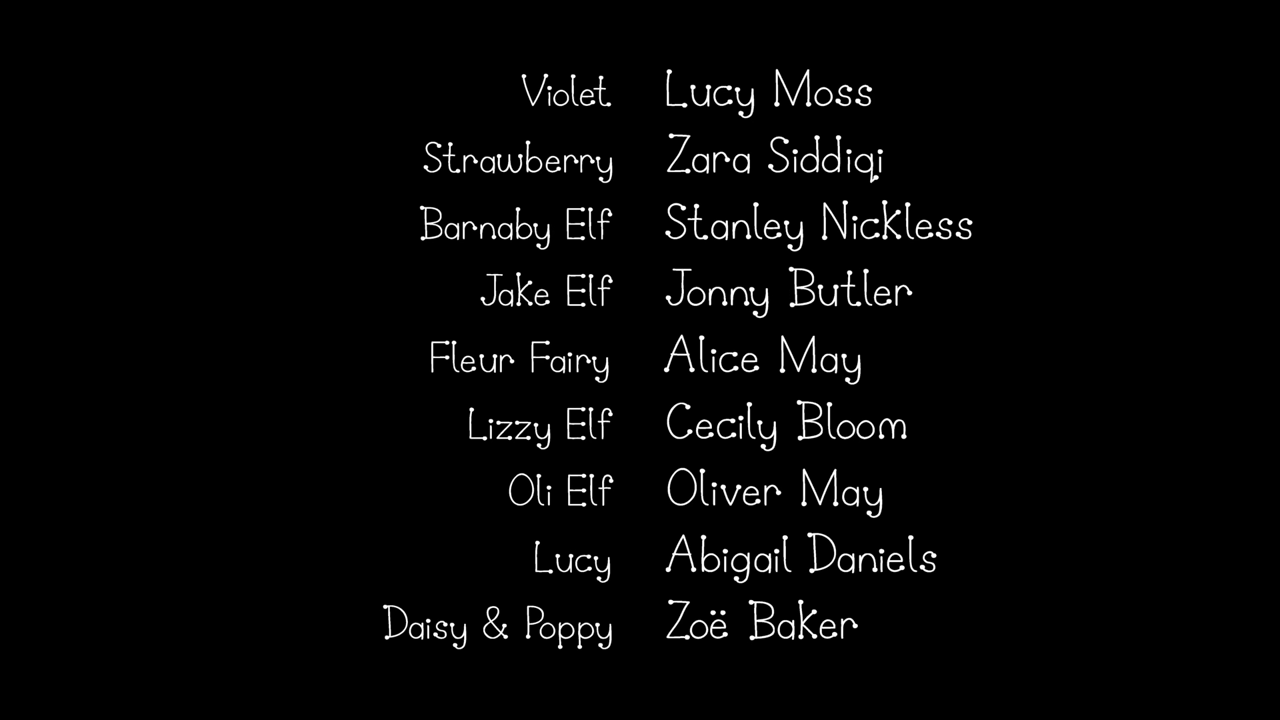 Violet Lucy Moss
Strawberry Zara Siddiqi
Barnaby Elf Stanley Nickless
Jake Elf Jonny Butler
Fleur Fairy Alice May
Lizzy Elf Cecily Bloom
Oli Elf Oliver May
Lucy Abigail Daniels
Daisy & Poppy Zoë Baker